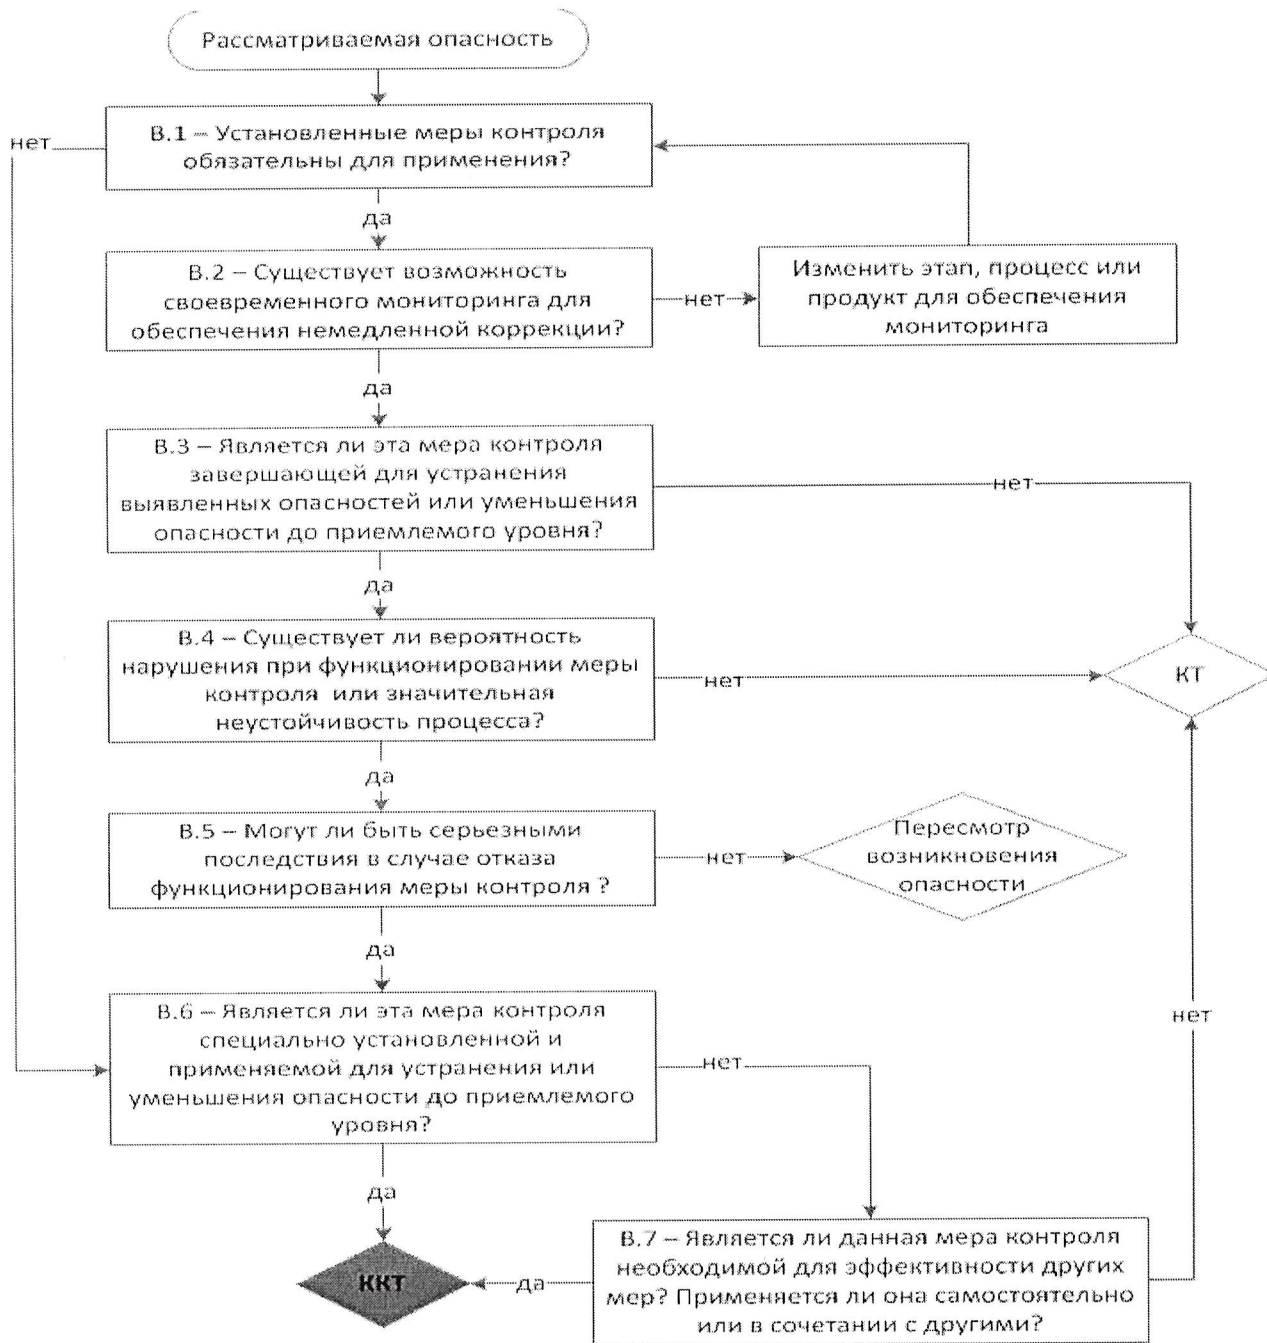 Рассматриваемая опасность
В.1 – Установленные меры контроля
обязательны для применения?
нет
да
В.2 – Существует возможность
своевременного мониторинга для
обеспечения немедленной коррекции?
нет
Изменить этап, процесс или
продукт для обеспечения
мониторинга
да
В.3 – Является ли эта мера контроля
завершающей для устранения
выявленных опасностей или уменьшения
опасности до приемлемого уровня?
нет
да
В.4 – Существует ли вероятность
нарушения при функционировании меры
контроля или значительная
неустойчивость процесса?
нет
КТ
да
В.5 – Могут ли быть серьезными
последствия в случае отказа
функционирования меры контроля ?
нет
Пересмотр
возникновения
опасности
да
В.6 – Является ли эта мера контроля
специально установленной и
применяемой для устранения или
уменьшения опасности до приемлемого
уровня?
нет
нет
да
ККТ
да
В.7 – Является ли данная мера контроля
необходимой для эффективности других
мер? Применяется ли она самостоятельно
или в сочетании с другими?